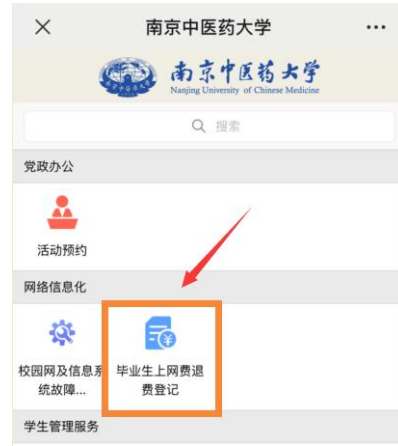 南京中医药大学
南京中医药大学
Nanjing University of Chinese Medicine
搜索
党政办公
活动预约
网络信息化
校园网及信息系
统故障...
毕业生上网费退
费登记
学生管理服务